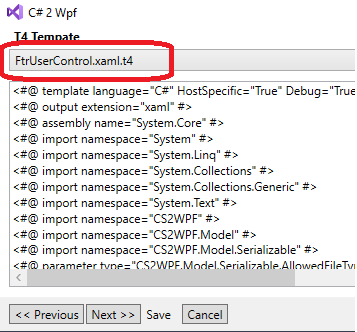 C# 2 Wpf
T4 Tempate
FtrUserControl.xaml.t4
<#@ template language="C#" HostSpecific="True" Debug="True
<#@ output extension="xaml" #>
<#@ assembly name="System.Core" #>
<#@ import namespace="System" #>
<#@ import namespace="System.Linq" #>
<#@ import namespace="System.Collections" #>
<#@ import namespace="System.Collections.Generic" #>
<#@ import namespace="System.Text" #>
<#@ import namespace="CS2WPF" #>
<#@ import namespace="CS2WPF.Model" #>
<#@ import namespace="CS2WPF.Model.Serializable" #>
<#@ parameter type="CS2WPF.Model.Serializable.AllowedFileTyp
<< Previous Next >> Save Cancel